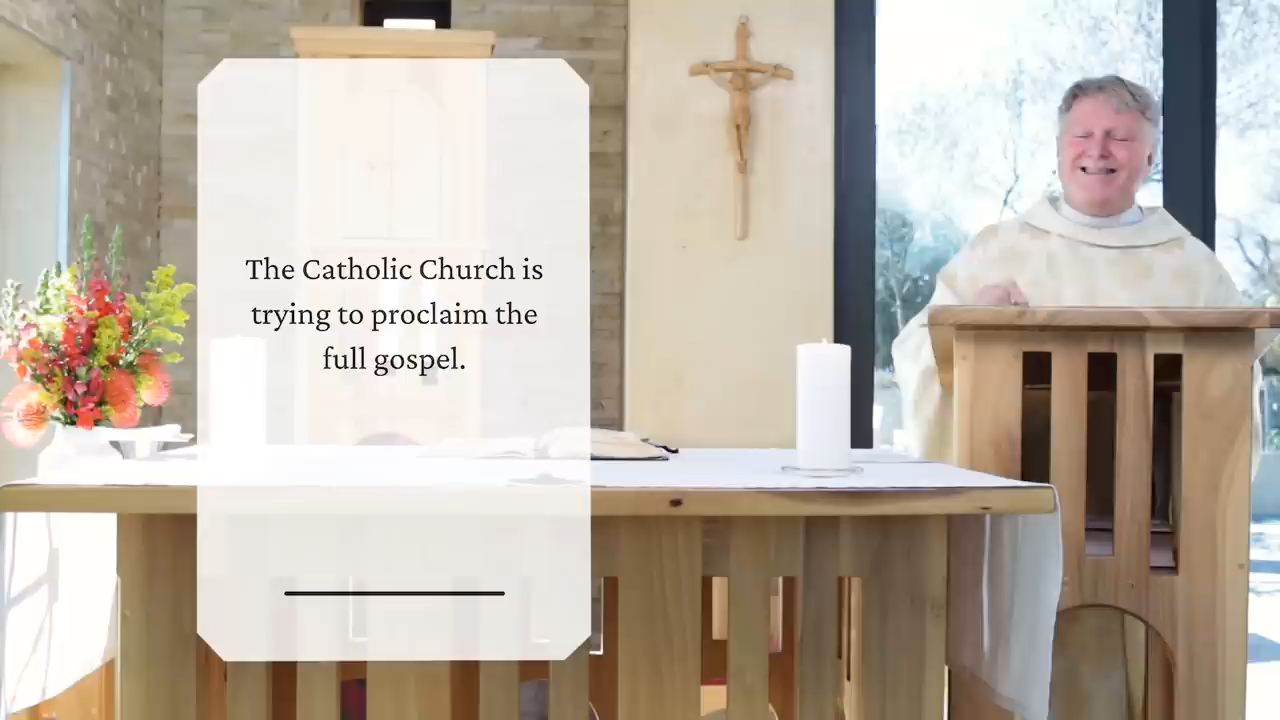 The Catholic Church is
trying to proclaim the
full gospel.